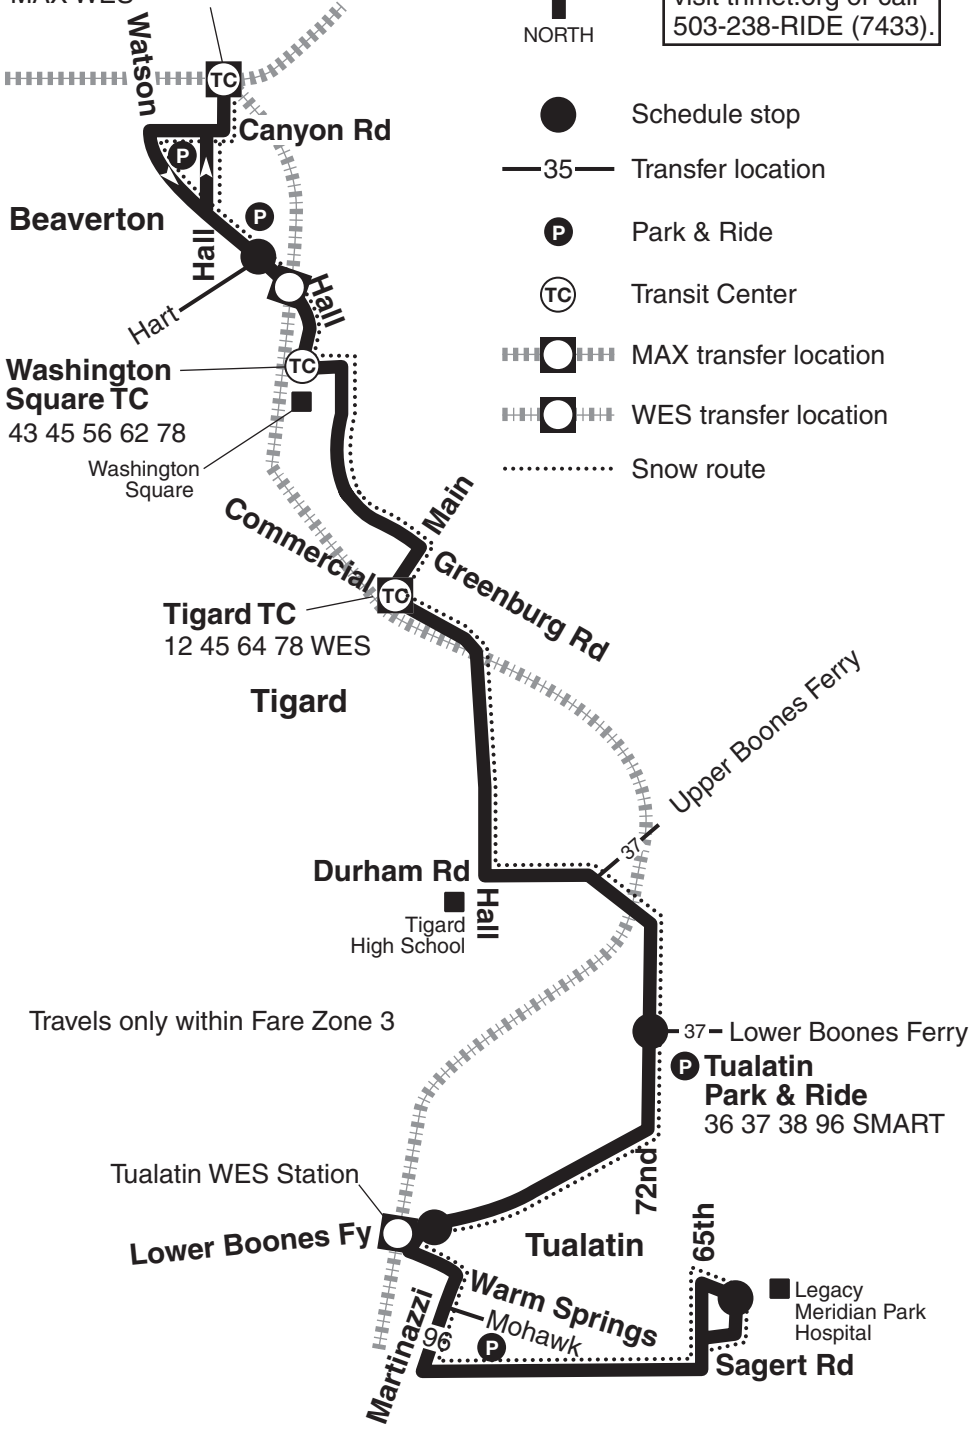 MAX WES
visit trimet.org or call
503-238-RIDE (7433).
NORTH
Watson
TC
Canyon Rd
P
Beaverton
P
Hall
Hart
Hall
Schedule stop
35
Transfer location
P
Park & Ride
TC
Transit Center
MAX transfer location
WES transfer location
Snow route
Washington
Square TC
43 45 56 62 78
TC
Washington
Square
Main
Commercial
Greenburg Rd
TC
Tigard TC
12 45 64 78 WES
Tigard
Upper Boones Ferry
37
Durham Rd
Hall
Tigard
High School
Travels only within Fare Zone 3
37
Lower Boones Ferry
P
Tualatin
Park & Ride
36 37 38 96 SMART
72nd
Tualatin WES Station
Lower Boones Fy
Tualatin
65th
Warm Springs
Legacy
Meridian Park
Hospital
Martinazzi
96
Mohawk
P
Sagert Rd